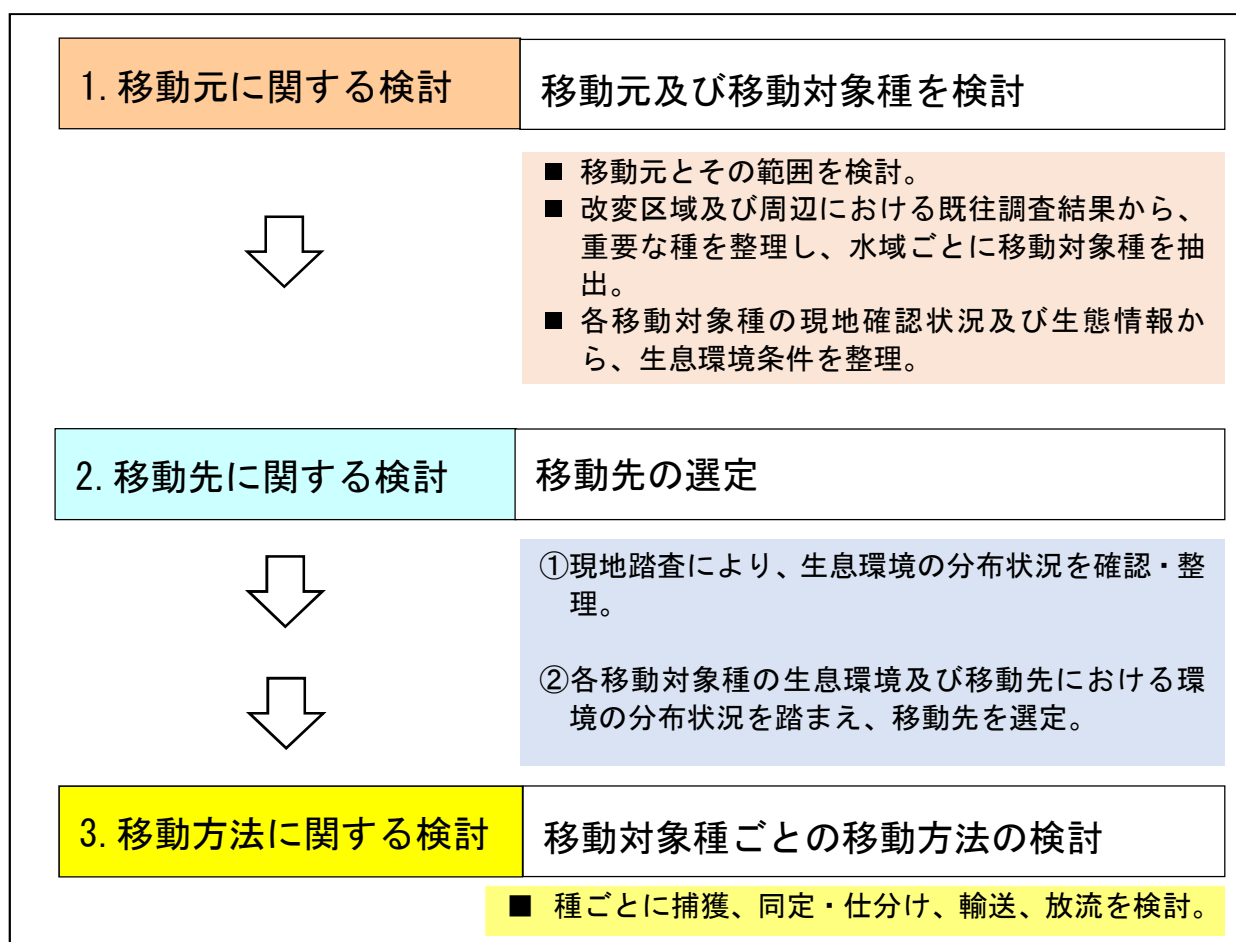 1.移動元に関する検討
移動元及び移動対象種を検討
■ 移動元とその範囲を検討。
■ 改変区域及び周辺における既往調査結果から、
重要な種を整理し、水域ごとに移動対象種を抽
出。
■ 各移動対象種の現地確認状況及び生態情報か
ら、生息環境条件を整理。
2.移動先に関する検討
移動先の選定
①現地踏査により、生息環境の分布状況を確認・整
理。
②各移動対象種の生息環境及び移動先における環
境の分布状況を踏まえ、移動先を選定。
3.移動方法に関する検討
移動対象種ごとの移動方法の検討
■ 種ごとに捕獲、同定・仕分け、輸送、放流を検討。